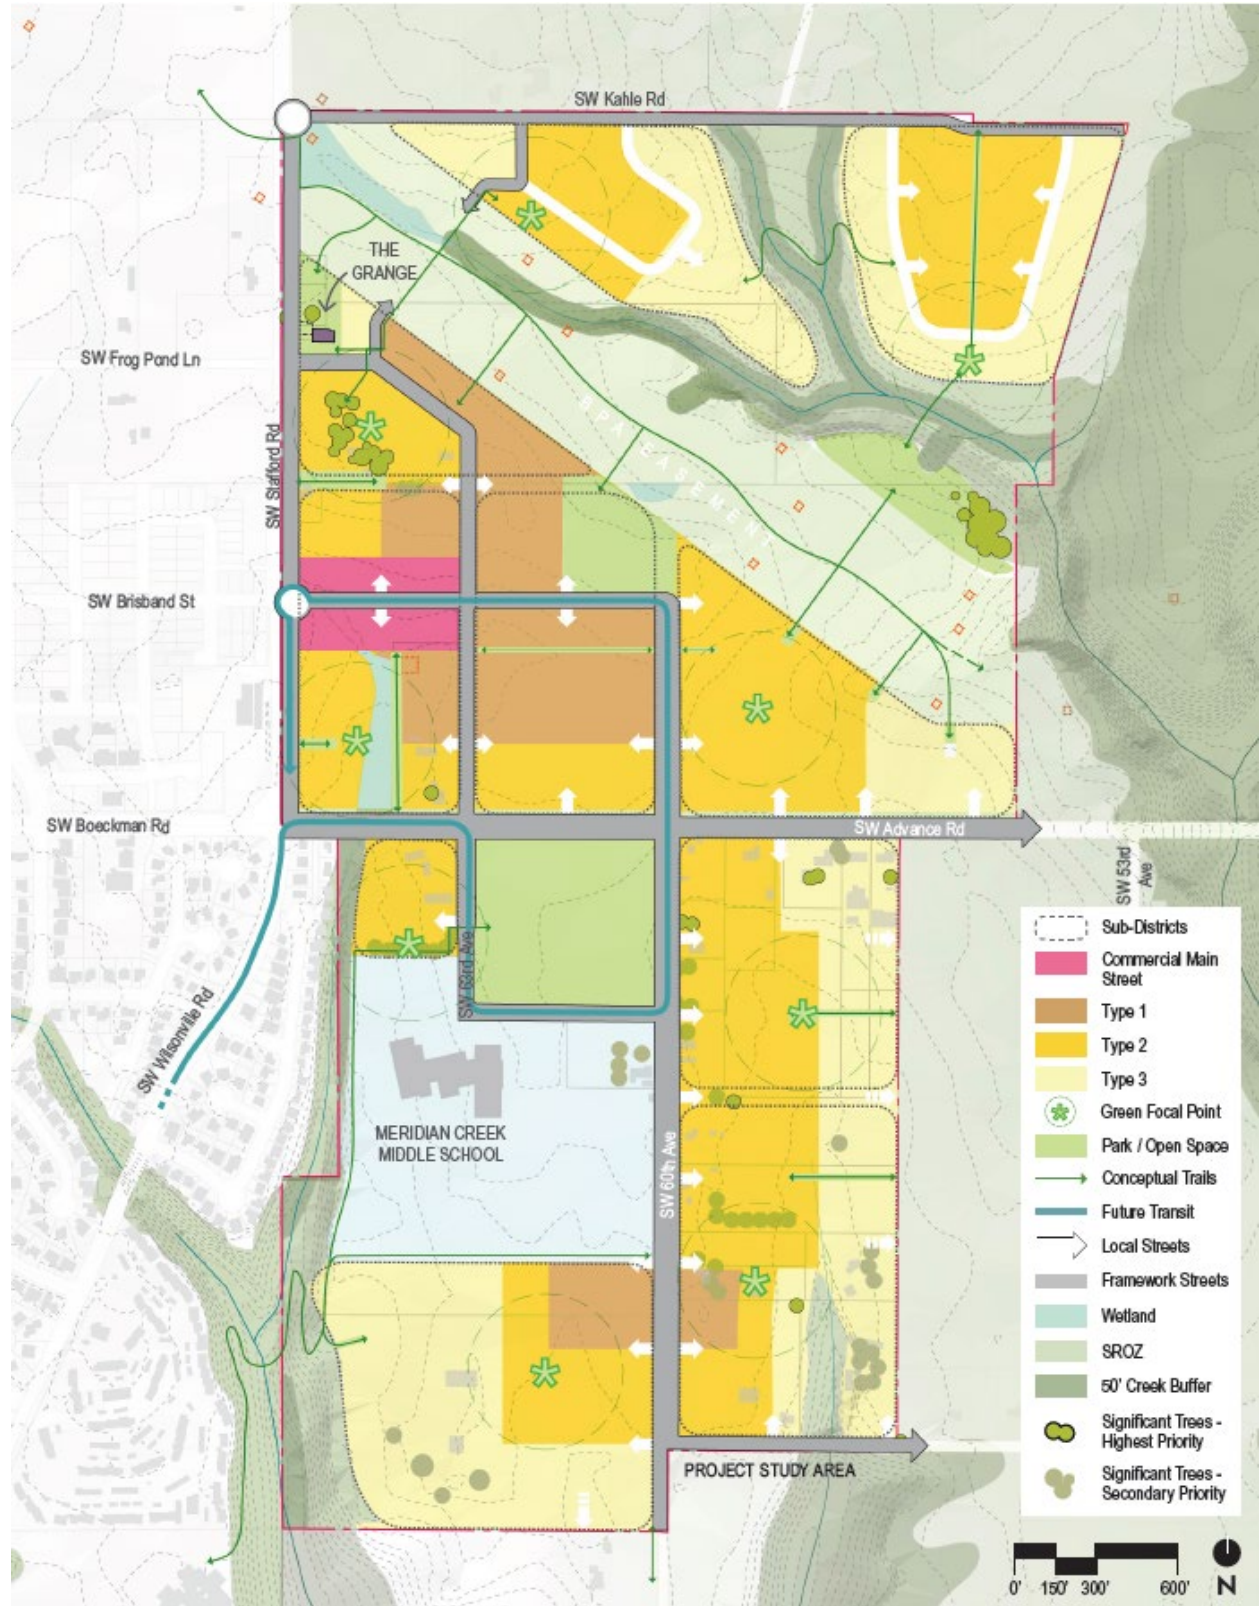 SW Kahle Rd
THE
GRANGE
SW Frog Pond Ln
SW Stafford Rd
BPA EASEMENT
SW Brisband St
SW Boeckman Rd
SW Advance Rd
SW 53rd
Ave
SW 63rd Ave
SW Wilsonville Rd
MERIDIAN CREEK
MIDDLE SCHOOL
SW 60th Ave
PROJECT STUDY AREA
Sub-Districts
Commercial Main
Street
Type 1
Type 2
Type 3
Green Focal Point
Park / Open Space
Conceptual Trails
Future Transit
Local Streets
Framework Streets
Wetland
SROZ
50' Creek Buffer
Significant Trees -
Highest Priority
Significant Trees -
Secondary Priority
0' 150' 300' 600'
N